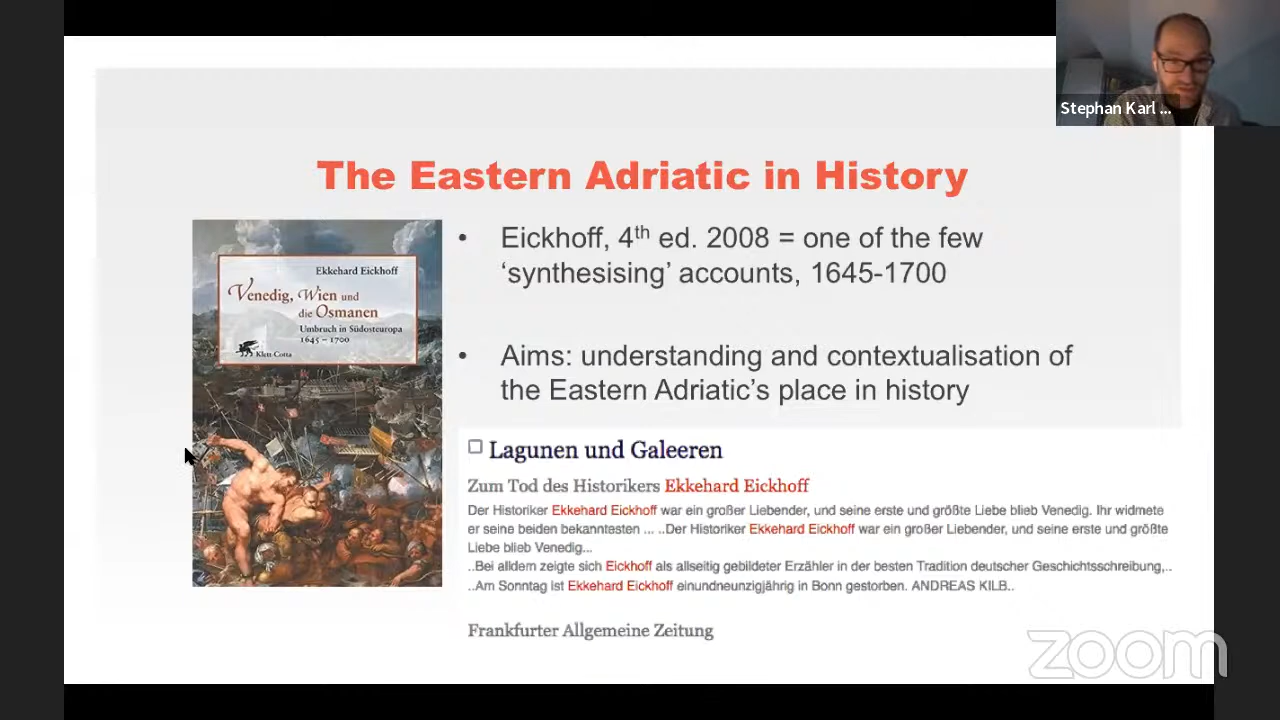 Stephan Karl ...
The Eastern Adriatic in History
Ekkehard Eickhoff
Venedig, Wien und
die Osmanen
Umbruch in Südosteuropa
1645 – 1700
Klett-Cotta
• Eickhoff, 4th ed. 2008 = one of the few
‘synthesising’ accounts, 1645-1700
• Aims: understanding and contextualisation of
the Eastern Adriatic’s place in history
Lagunen und Galeeren
Zum Tod des Historikers Ekkehard Eickhoff
Der Historiker Ekkehard Eickhoff war ein großer Liebender, und seine erste und größte Liebe blieb Venedig. Ihr widmete
er seine beiden bekanntesten ... ..Der Historiker Ekkehard Eickhoff war ein großer Liebender, und seine erste und größte
Liebe blieb Venedig...
..Bei alldem zeigte sich Eickhoff als allseitig gebildeter Erzähler in der besten Tradition deutscher Geschichtsschreibung,..
..Am Sonntag ist Ekkehard Eickhoff einundneunzigjährig in Bonn gestorben. ANDREAS KILB..
Frankfurter Allgemeine Zeitung
zoom